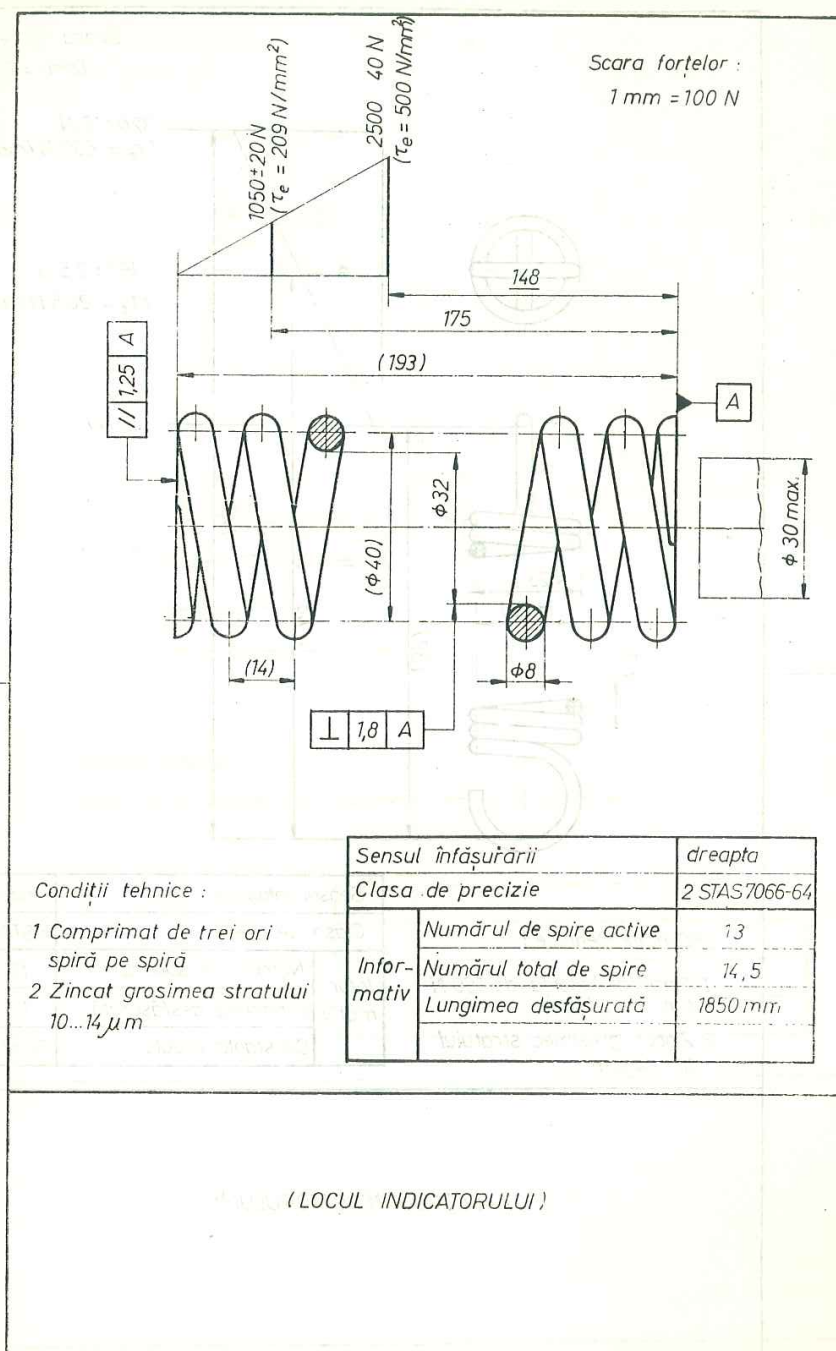 Scara forțelor :
1 mm = 100 N
1050±20 N
(τe = 209 N/mm²)
2500 40 N
(τe = 500 N/mm²)
148
175
(193)
// 1,25 A
A
(Φ40)
Φ32
Φ 30 max.
(14)
Φ8
⊥ 1,8 A
Condiții tehnice :
1 Comprimat de trei ori
spiră pe spiră
2 Zincat grosimea stratului
10...14 μm
Sensul înfășurării dreapta
Clasa de precizie 2 STAS 7066-64
Infor-
mativ
Numărul de spire active 13
Numărul total de spire 14,5
Lungimea desfășurată 1850 mm
( LOCUL INDICATORULUI )